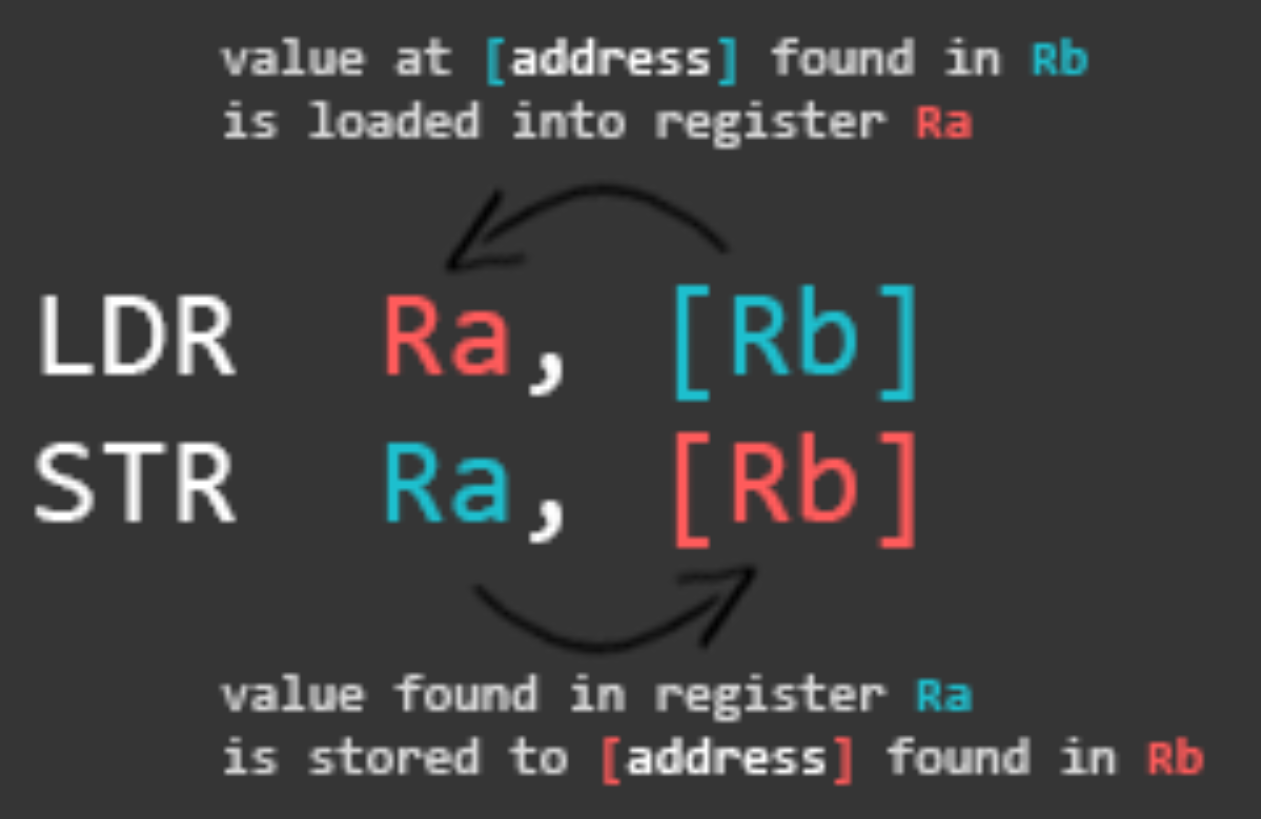 value at [address] found in Rb
is loaded into register Ra
LDR Ra, [Rb]
STR Ra, [Rb]
value found in register Ra
is stored to [address] found in Rb